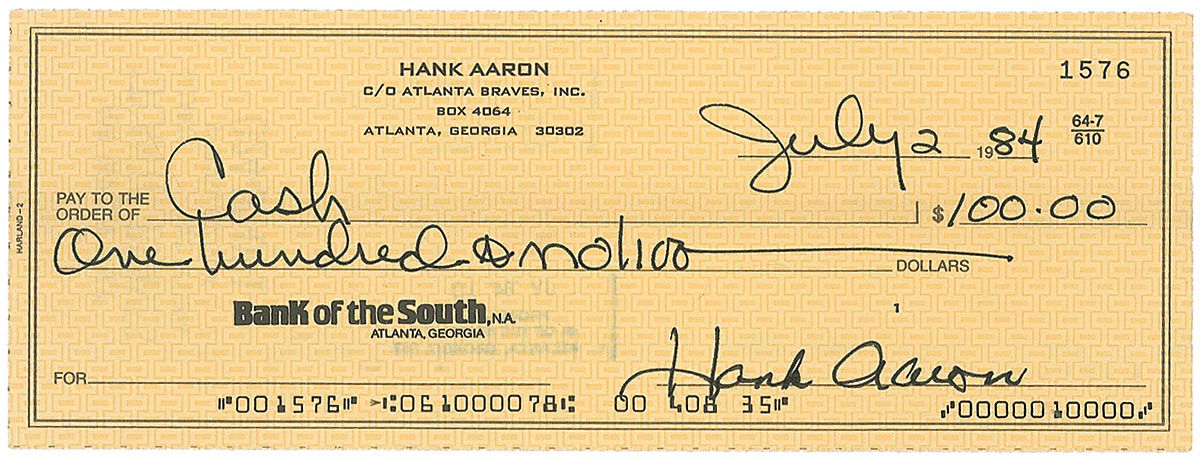 HANK AARON
C/O ATLANTA BRAVES, INC.
BOX 4064
ATLANTA, GEORGIA 30302
1576
July 2 1984
64-7
610
PAY TO THE
ORDER OF Cash $ 100.00
One hundred & no/100 DOLLARS
HARLAND-2
BanK of the South, N.A.
ATLANTA, GEORGIA
1
FOR Hank Aaron
⑈001576⑈ ⑆061000078⑆ 00 408 35⑈ ⑈0000010000⑈